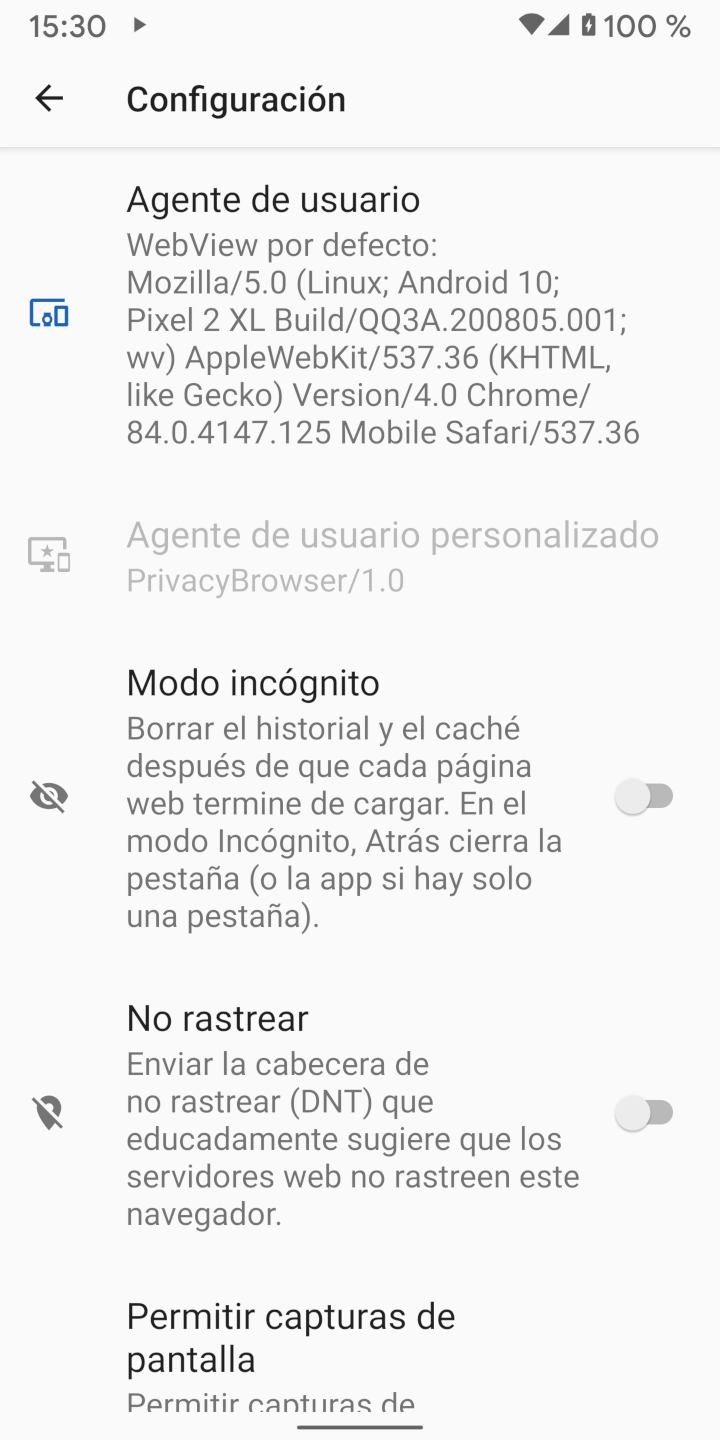 15:30
100 %
Configuración
Agente de usuario
WebView por defecto:
Mozilla/5.0 (Linux; Android 10;
Pixel 2 XL Build/QQ3A.200805.001;
wv) AppleWebKit/537.36 (KHTML,
like Gecko) Version/4.0 Chrome/
84.0.4147.125 Mobile Safari/537.36
Agente de usuario personalizado
PrivacyBrowser/1.0
Modo incógnito
Borrar el historial y el caché
después de que cada página
web termine de cargar. En el
modo Incógnito, Atrás cierra la
pestaña (o la app si hay solo
una pestaña).
No rastrear
Enviar la cabecera de
no rastrear (DNT) que
educadamente sugiere que los
servidores web no rastreen este
navegador.
Permitir capturas de
pantalla
Permitir capturas de